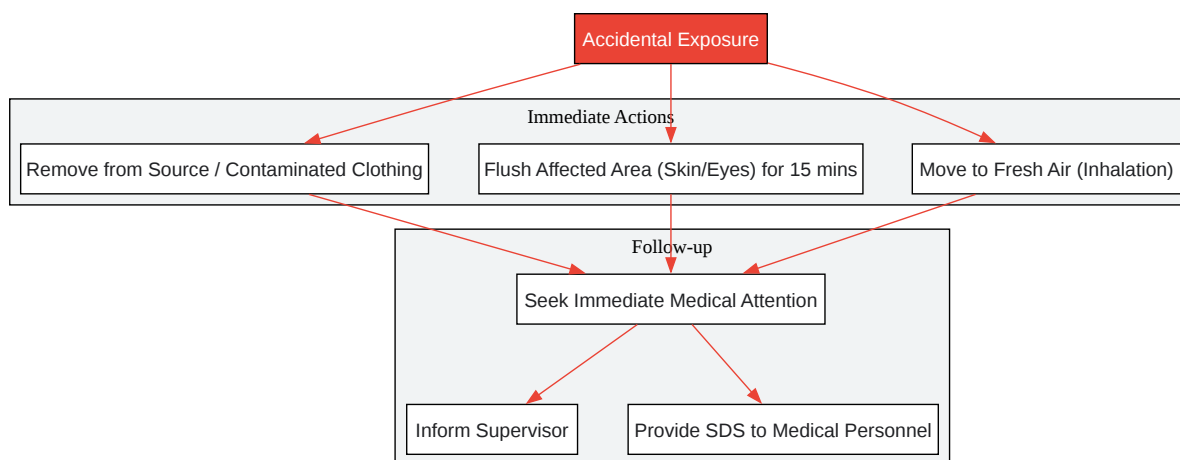 Accidental Exposure
Immediate Actions
Remove from Source / Contaminated Clothing
Flush Affected Area (Skin/Eyes) for 15 mins
Move to Fresh Air (Inhalation)
Follow-up
Seek Immediate Medical Attention
Inform Supervisor
Provide SDS to Medical Personnel